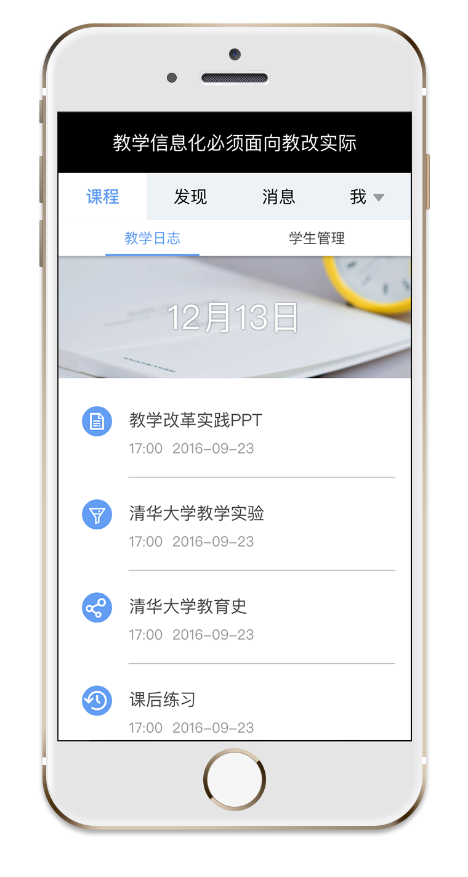 教学信息化必须面向教改实际
课程 发现 消息 我
教学日志 学生管理
12月13日
教学改革实践PPT
17:00 2016-09-23
清华大学教学实验
17:00 2016-09-23
清华大学教育史
17:00 2016-09-23
课后练习
17:00 2016-09-23